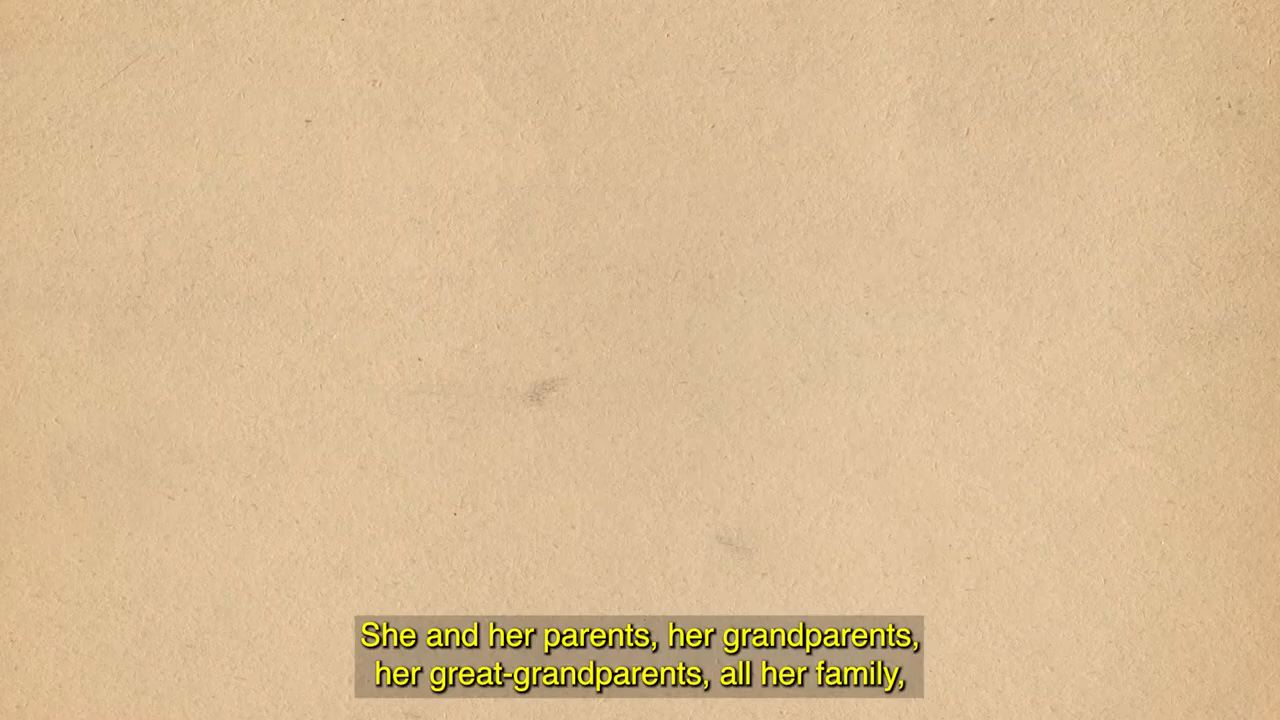 She and her parents, her grandparents,
her great-grandparents, all her family,